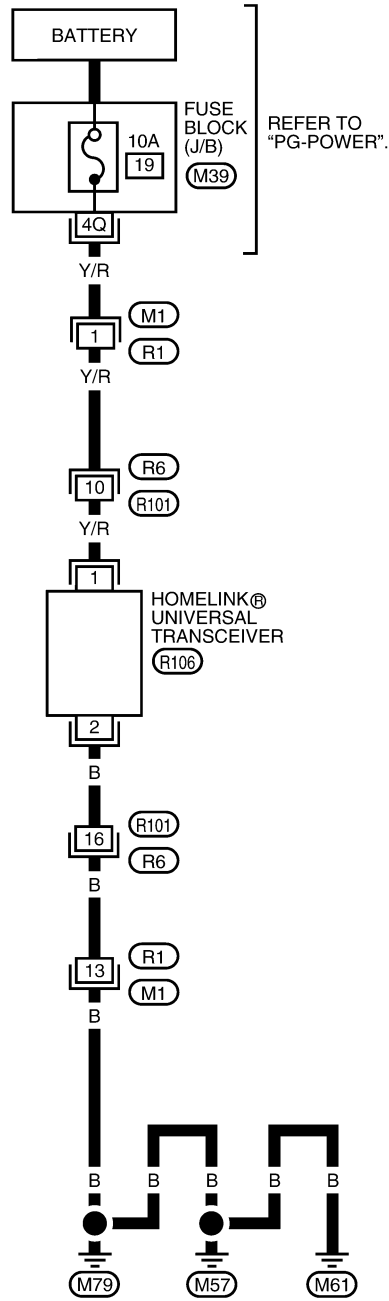 BATTERY
FUSE
BLOCK
(J/B)
REFER TO
"PG-POWER".
10A
19
M39
4Q
Y/R
M1
1
R1
Y/R
R6
10
R101
Y/R
1
HOMELINK®
UNIVERSAL
TRANSCEIVER
R106
2
B
R101
16
R6
B
R1
13
M1
B
B B B B B
M79 M57 M61